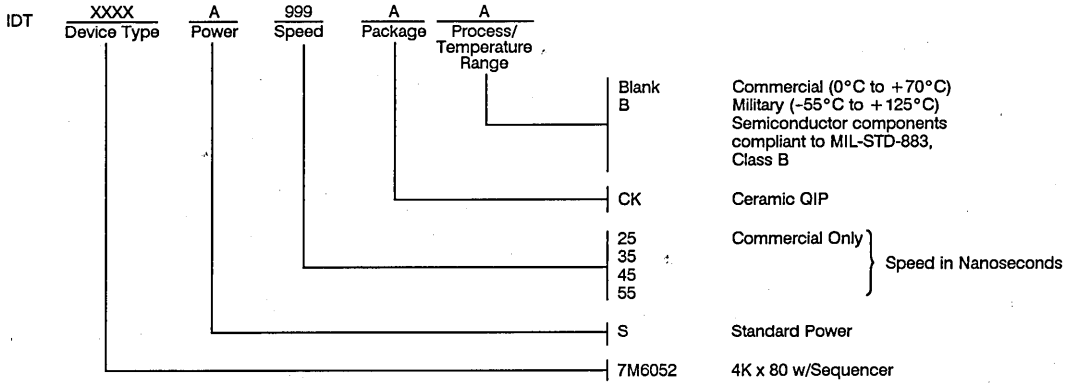 IDT XXXX A 999 A A
Device Type Power Speed Package Process/
Temperature
Range
Blank Commercial (0°C to +70°C)
B Military (-55°C to +125°C)
Semiconductor components
compliant to MIL-STD-883,
Class B
CK Ceramic QIP
25 Commercial Only
35
45
55
Speed in Nanoseconds
S Standard Power
7M6052 4K x 80 w/Sequencer